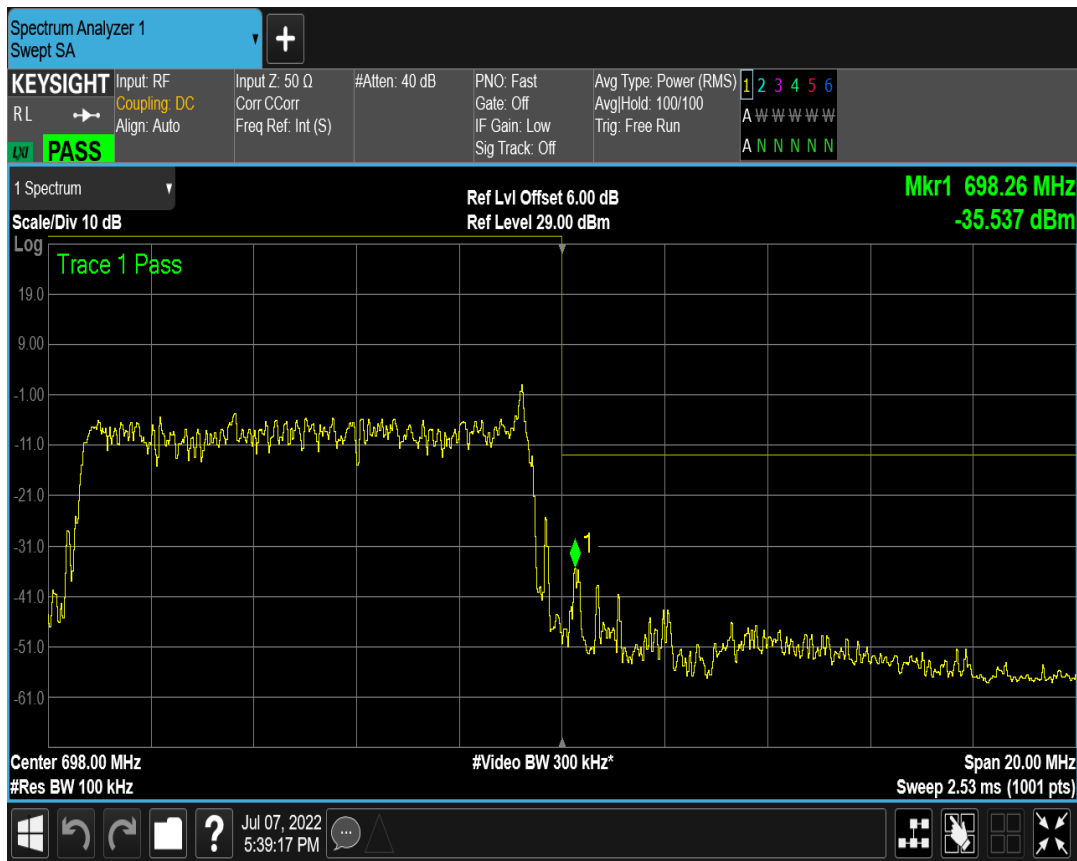 Spectrum Analyzer 1
Swept SA
+
KEYSIGHT
RL
LXI PASS
Input: RF
Coupling: DC
Align: Auto
Input Z: 50 Ω
Corr CCorr
Freq Ref: Int (S)
#Atten: 40 dB
PNO: Fast
Gate: Off
IF Gain: Low
Sig Track: Off
Avg Type: Power (RMS)
Avg|Hold: 100/100
Trig: Free Run
1 2 3 4 5 6
A W W W W W
A N N N N N
1 Spectrum
Scale/Div 10 dB
Ref Lvl Offset 6.00 dB
Ref Level 29.00 dBm
Mkr1 698.26 MHz
-35.537 dBm
Log
Trace 1 Pass
19.0
9.00
-1.00
-11.0
-21.0
-31.0
1
-41.0
-51.0
-61.0
Center 698.00 MHz
#Video BW 300 kHz*
Span 20.00 MHz
#Res BW 100 kHz
Sweep 2.53 ms (1001 pts)
?
Jul 07, 2022
5:39:17 PM